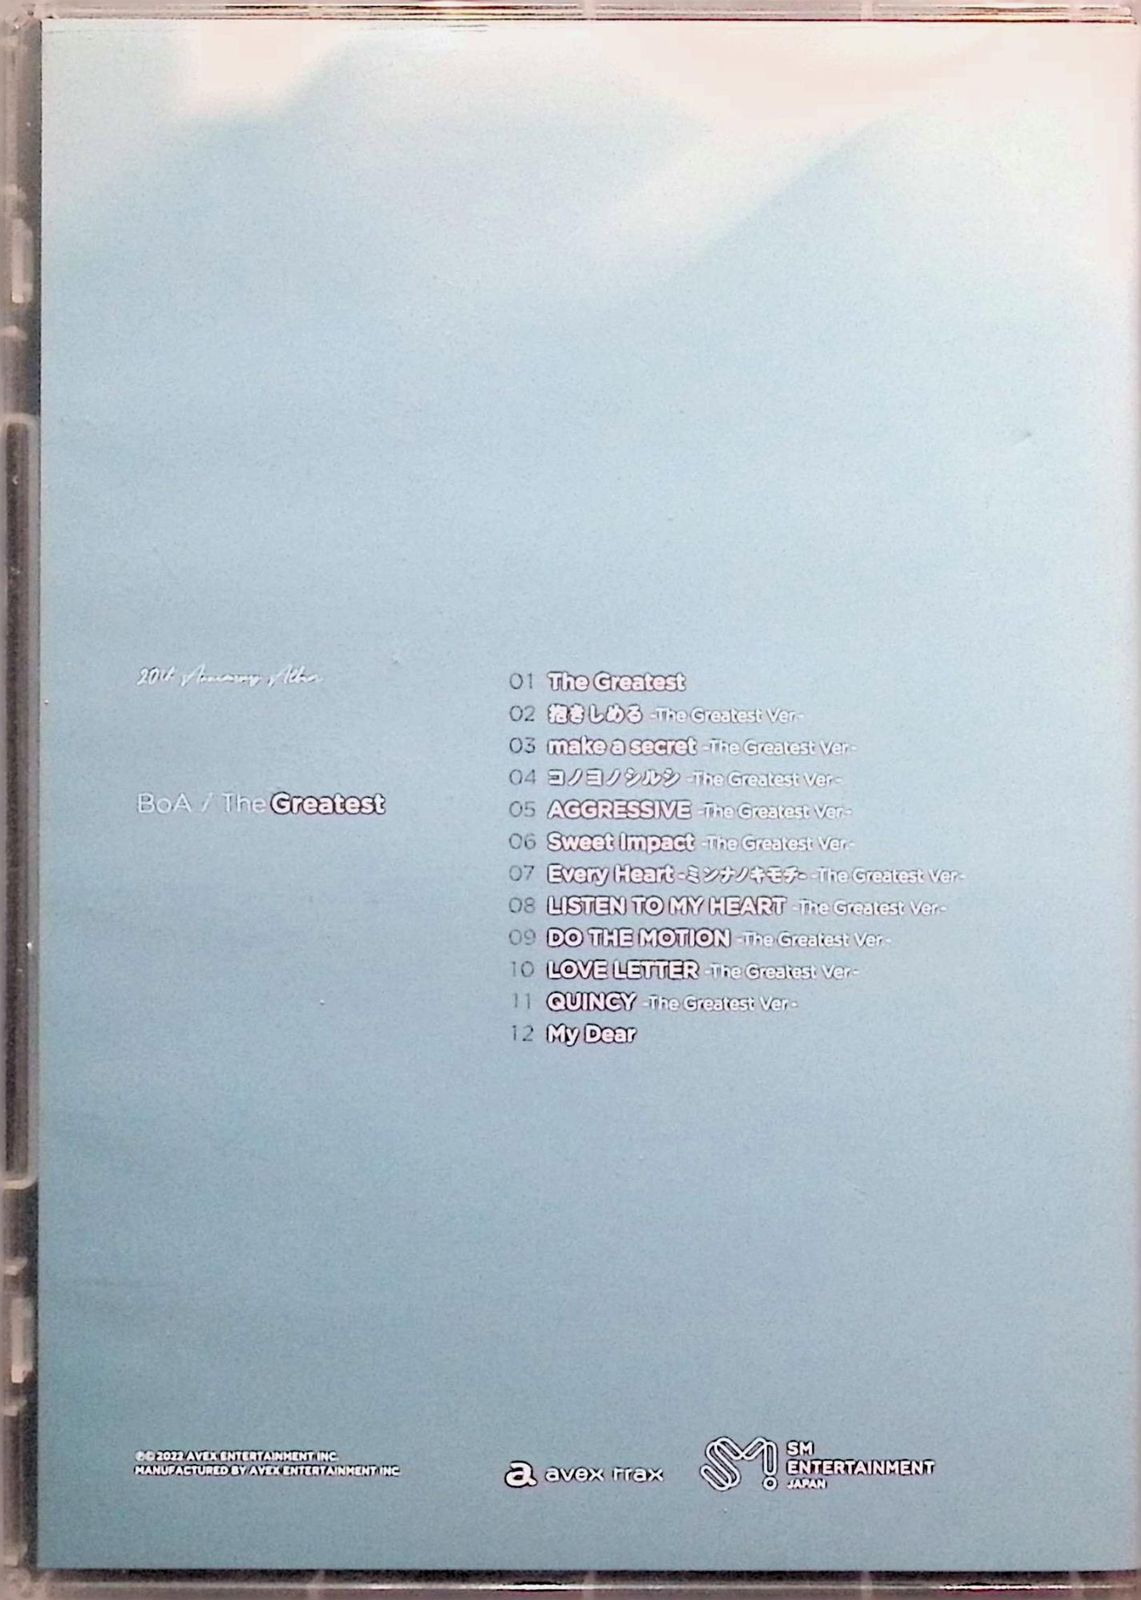 20th Anniversary Album
BoA / The Greatest
01 The Greatest
02 抱きしめる -The Greatest Ver.-
03 make a secret -The Greatest Ver.-
04 コノヨノシルシ -The Greatest Ver.-
05 AGGRESSIVE -The Greatest Ver.-
06 Sweet Impact -The Greatest Ver.-
07 Every Heart -ミンナノキモチ- -The Greatest Ver.-
08 LISTEN TO MY HEART -The Greatest Ver.-
09 DO THE MOTION -The Greatest Ver.-
10 LOVE LETTER -The Greatest Ver.-
11 QUINCY -The Greatest Ver.-
12 My Dear
℗© 2022 AVEX ENTERTAINMENT INC.
MANUFACTURED BY AVEX ENTERTAINMENT INC.
a avex trax
SM
ENTERTAINMENT
JAPAN